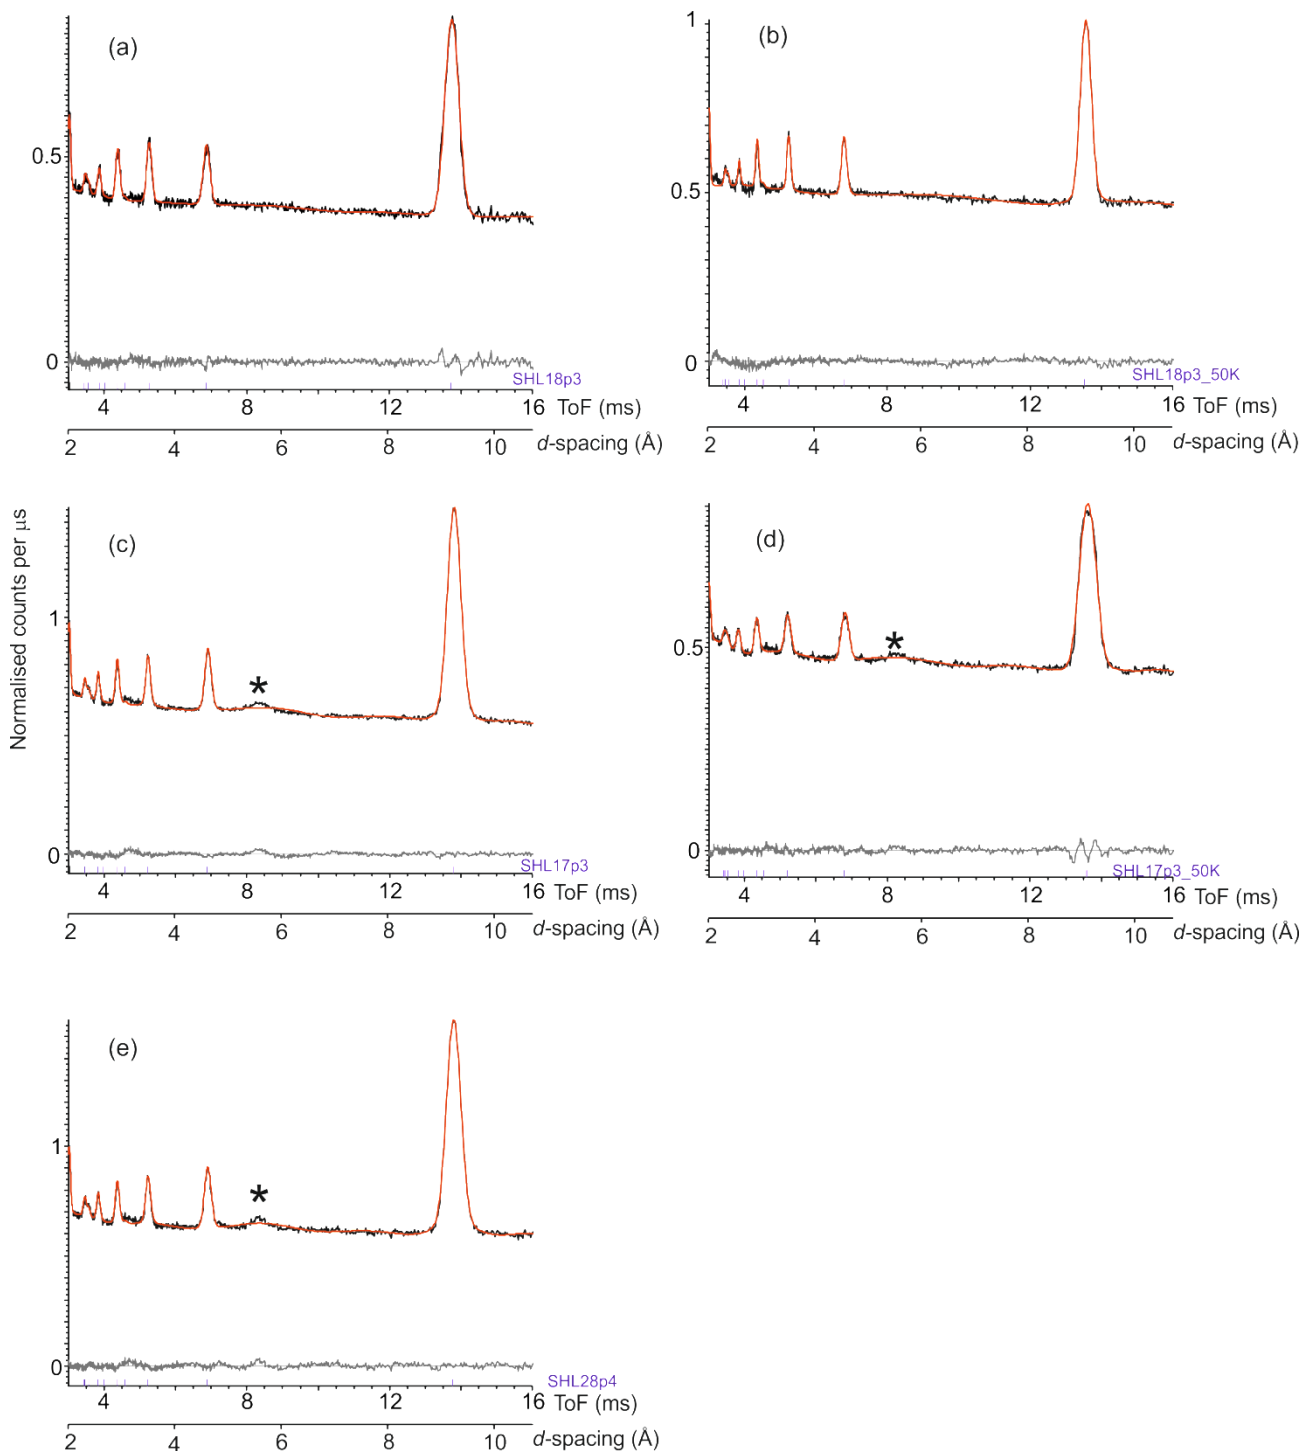 (a)
0.5
0
SHL18p3
4 8 12 16 ToF (ms)
2 4 6 8 10 d-spacing (Å)
(b)
1
0.5
0
SHL18p3_50K
4 8 12 16 ToF (ms)
2 4 6 8 10 d-spacing (Å)
Normalised counts per μs
(c)
1
*
0
SHL17p3
4 8 12 16 ToF (ms)
2 4 6 8 10 d-spacing (Å)
(d)
0.5
*
0
SHL17p3_50K
4 8 12 16 ToF (ms)
2 4 6 8 10 d-spacing (Å)
(e)
1
*
0
SHL28p4
4 8 12 16 ToF (ms)
2 4 6 8 10 d-spacing (Å)